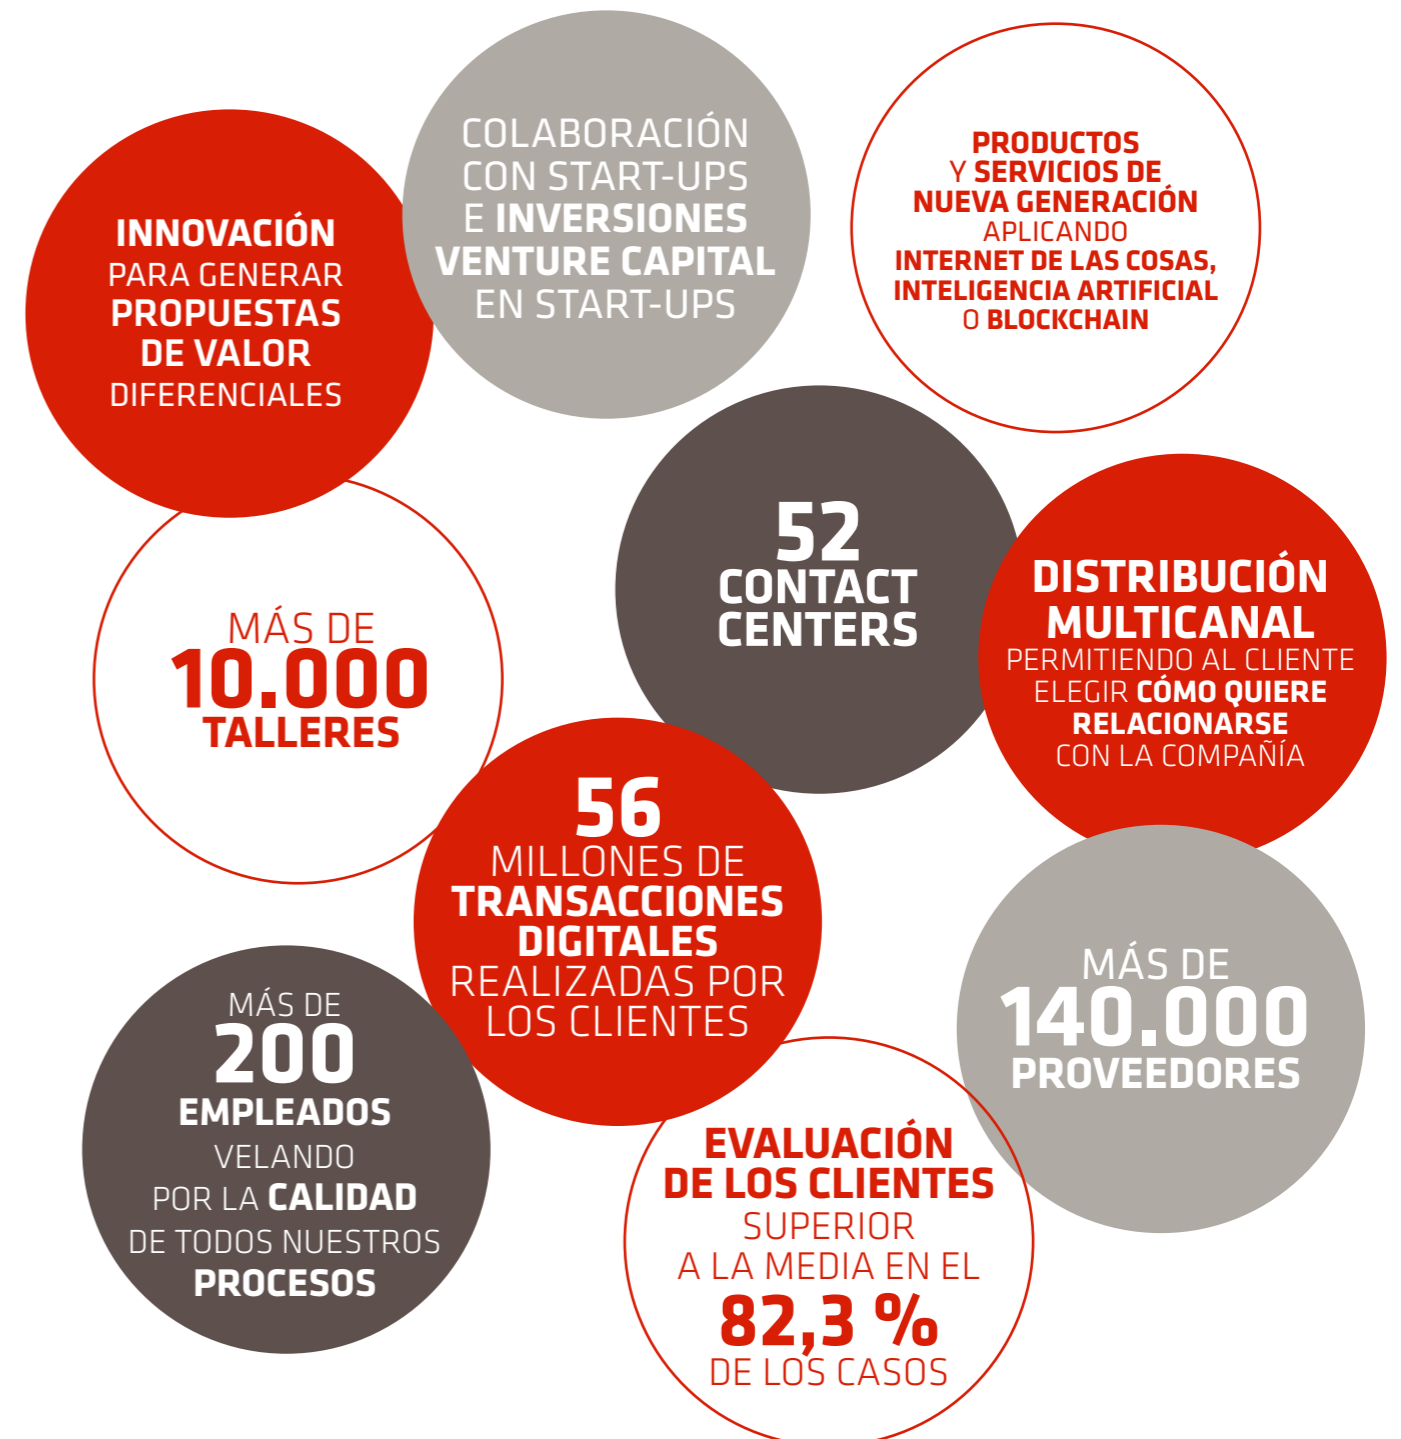 INNOVACIÓN
PARA GENERAR
PROPUESTAS
DE VALOR
DIFERENCIALES
COLABORACIÓN
CON START-UPS
E INVERSIONES
VENTURE CAPITAL
EN START-UPS
PRODUCTOS
Y SERVICIOS DE
NUEVA GENERACIÓN
APLICANDO
INTERNET DE LAS COSAS,
INTELIGENCIA ARTIFICIAL
O BLOCKCHAIN
52
CONTACT
CENTERS
DISTRIBUCIÓN
MULTICANAL
PERMITIENDO AL CLIENTE
ELEGIR CÓMO QUIERE
RELACIONARSE
CON LA COMPAÑÍA
MÁS DE
10.000
TALLERES
56
MILLONES DE
TRANSACCIONES
DIGITALES
REALIZADAS POR
LOS CLIENTES
MÁS DE
140.000
PROVEEDORES
MÁS DE
200
EMPLEADOS
VELANDO
POR LA CALIDAD
DE TODOS NUESTROS
PROCESOS
EVALUACIÓN
DE LOS CLIENTES
SUPERIOR
A LA MEDIA EN EL
82,3 %
DE LOS CASOS